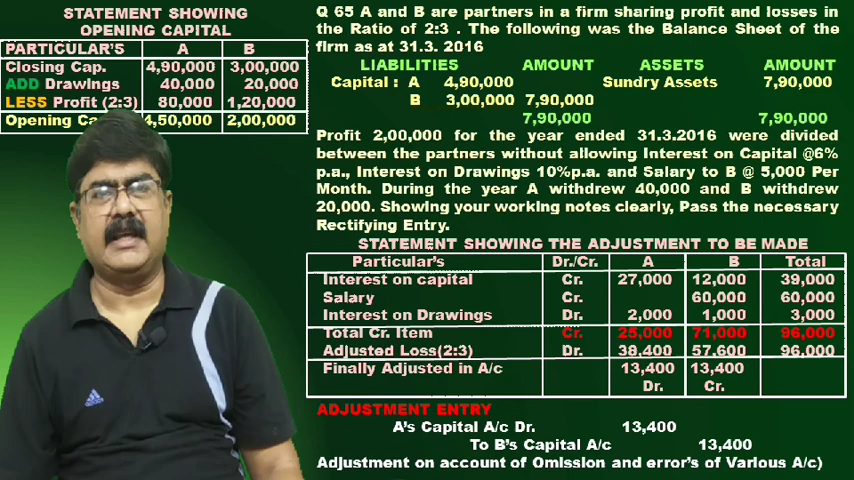 STATEMENT SHOWING
OPENING CAPITAL
PARTICULAR'S A B
Closing Cap. 4,90,000 3,00,000
ADD Drawings 40,000 20,000
LESS Profit (2:3) 80,000 1,20,000
Opening Ca 4,50,000 2,00,000
Q 65 A and B are partners in a firm sharing profit and losses in
the Ratio of 2:3 . The following was the Balance Sheet of the
firm as at 31.3. 2016
LIABILITIES AMOUNT ASSETS AMOUNT
Capital : A 4,90,000 Sundry Assets 7,90,000
B 3,00,000 7,90,000
7,90,000 7,90,000
Profit 2,00,000 for the year ended 31.3.2016 were divided
between the partners without allowing Interest on Capital @6%
p.a., Interest on Drawings 10%p.a. and Salary to B @ 5,000 Per
Month. During the year A withdrew 40,000 and B withdrew
20,000. Showing your working notes clearly, Pass the necessary
Rectifying Entry.
STATEMENT SHOWING THE ADJUSTMENT TO BE MADE
Particular's Dr./Cr. A B Total
Interest on capital Cr. 27,000 12,000 39,000
Salary Cr. 60,000 60,000
Interest on Drawings Dr. 2,000 1,000 3,000
Total Cr. Item Cr. 25,000 71,000 96,000
Adjusted Loss(2:3) Dr. 38,400 57,600 96,000
Finally Adjusted in A/c 13,400 13,400
Dr. Cr.
ADJUSTMENT ENTRY
A's Capital A/c Dr. 13,400
To B's Capital A/c 13,400
Adjustment on account of Omission and error's of Various A/c)